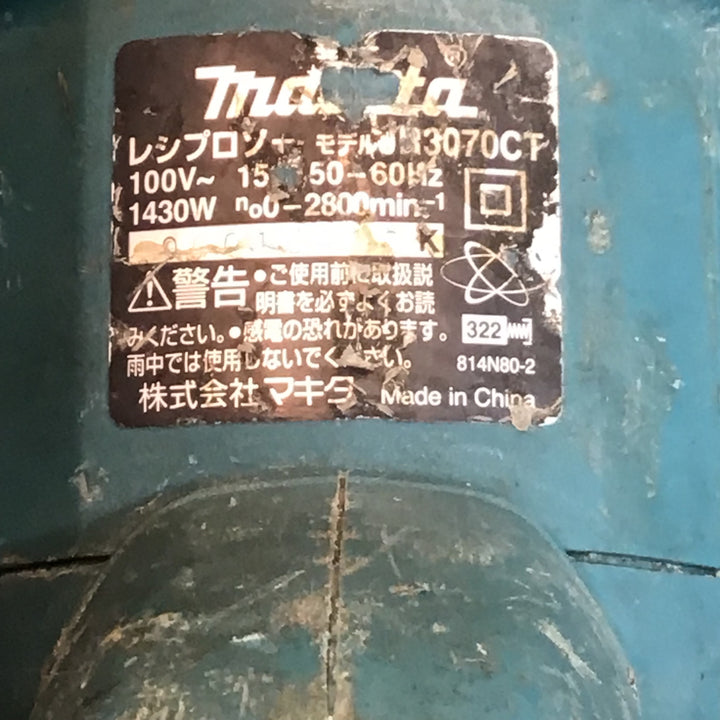 makita
レシプロソー モデル JR3070CT
100V~ 15A 50-60Hz
1430W n₀0-2800min⁻¹
K
警告 •ご使用前に取扱説
明書を必ずよくお読
みください。•感電の恐れがあります。
雨中では使用しないでください。
322
814N80-2
株式会社 マキタ Made in China